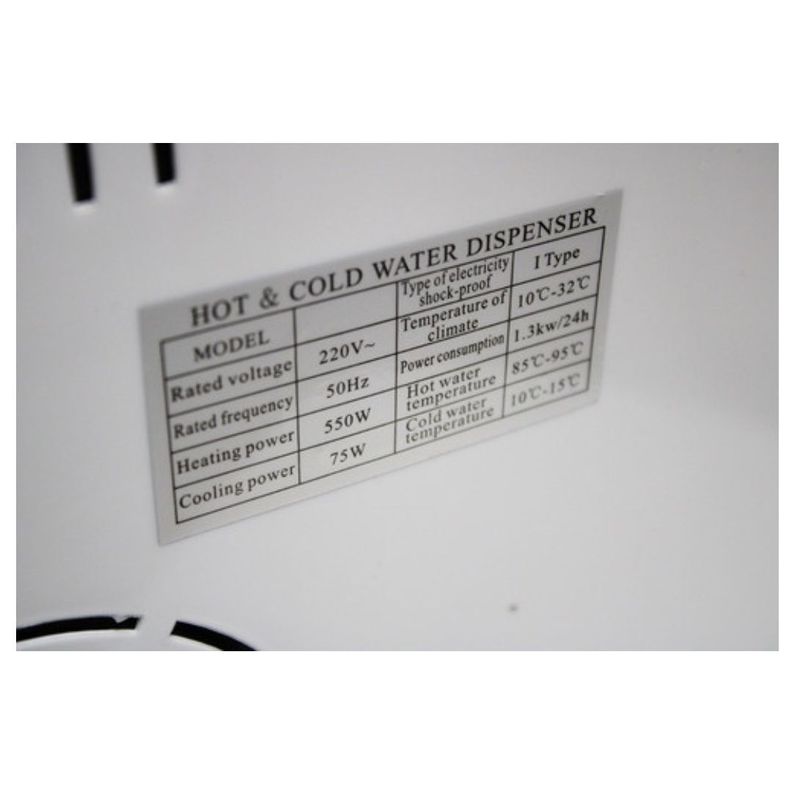 HOT & COLD WATER DISPENSER
MODEL
Type of electricity
shock-proof
I Type
Rated voltage
220V~
Temperature of
climate
10℃-32℃
Rated frequency
50Hz
Power consumption
1.3kw/24h
Heating power
550W
Hot water
temperature
85℃-95℃
Cooling power
75W
Cold water
temperature
10℃-15℃